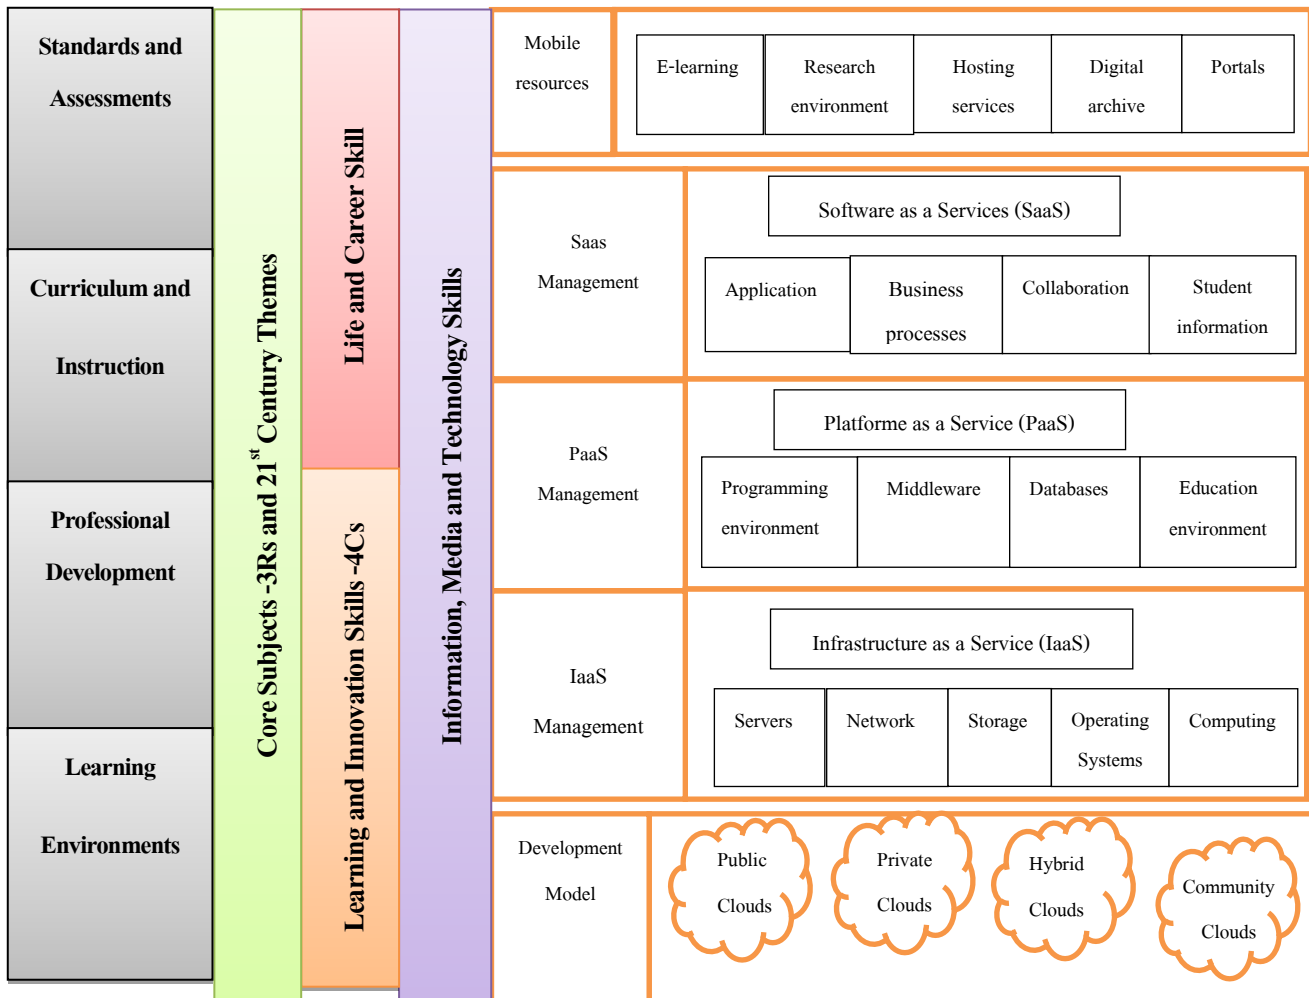 Standards and
Assessments
Curriculum and
Instruction
Professional
Development
Learning
Environments
Core Subjects -3Rs and 21st Century Themes
Life and Career Skill
Learning and Innovation Skills -4Cs
Information, Media and Technology Skills
Mobile
resources
E-learning
Research
environment
Hosting
services
Digital
archive
Portals
Saas
Management
Software as a Services (SaaS)
Application
Business
processes
Collaboration
Student
information
PaaS
Management
Platforme as a Service (PaaS)
Programming
environment
Middleware
Databases
Education
environment
IaaS
Management
Infrastructure as a Service (IaaS)
Servers
Network
Storage
Operating
Systems
Computing
Development
Model
Public
Clouds
Private
Clouds
Hybrid
Clouds
Community
Clouds